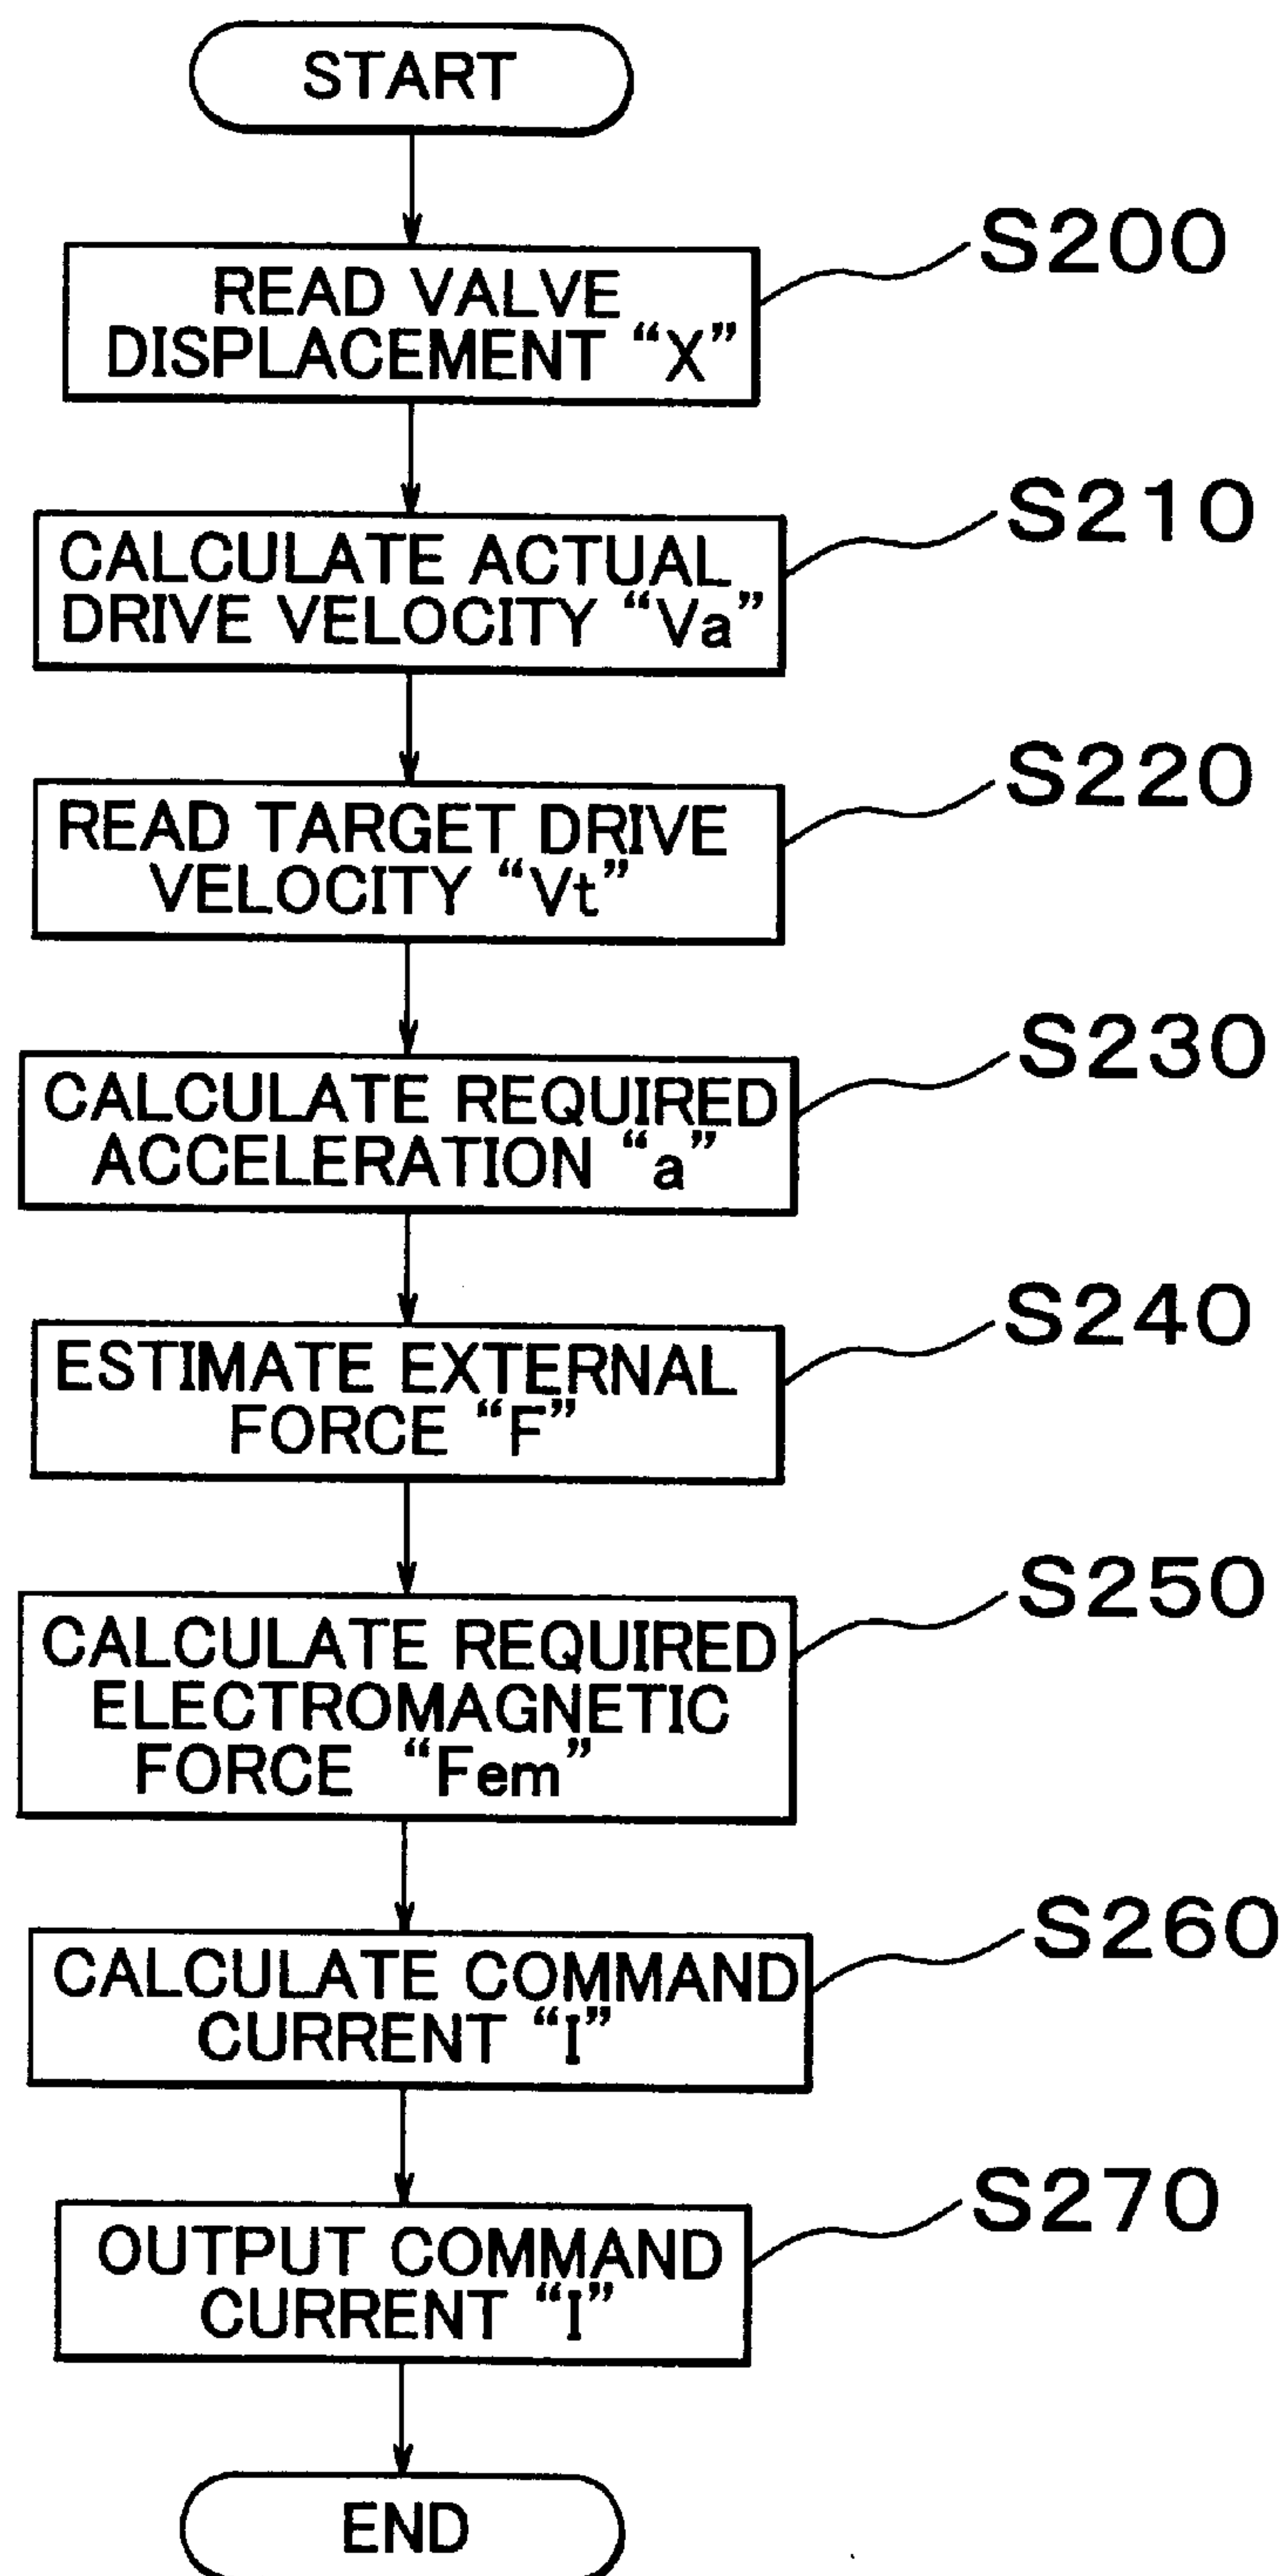 START
S200
READ VALVE
DISPLACEMENT “X”
S210
CALCULATE ACTUAL
DRIVE VELOCITY “Va”
S220
READ TARGET DRIVE
VELOCITY “Vt”
S230
CALCULATE REQUIRED
ACCELERATION “a”
S240
ESTIMATE EXTERNAL
FORCE “F”
S250
CALCULATE REQUIRED
ELECTROMAGNETIC
FORCE “Fem”
S260
CALCULATE COMMAND
CURRENT “I”
S270
OUTPUT COMMAND
CURRENT “I”
END